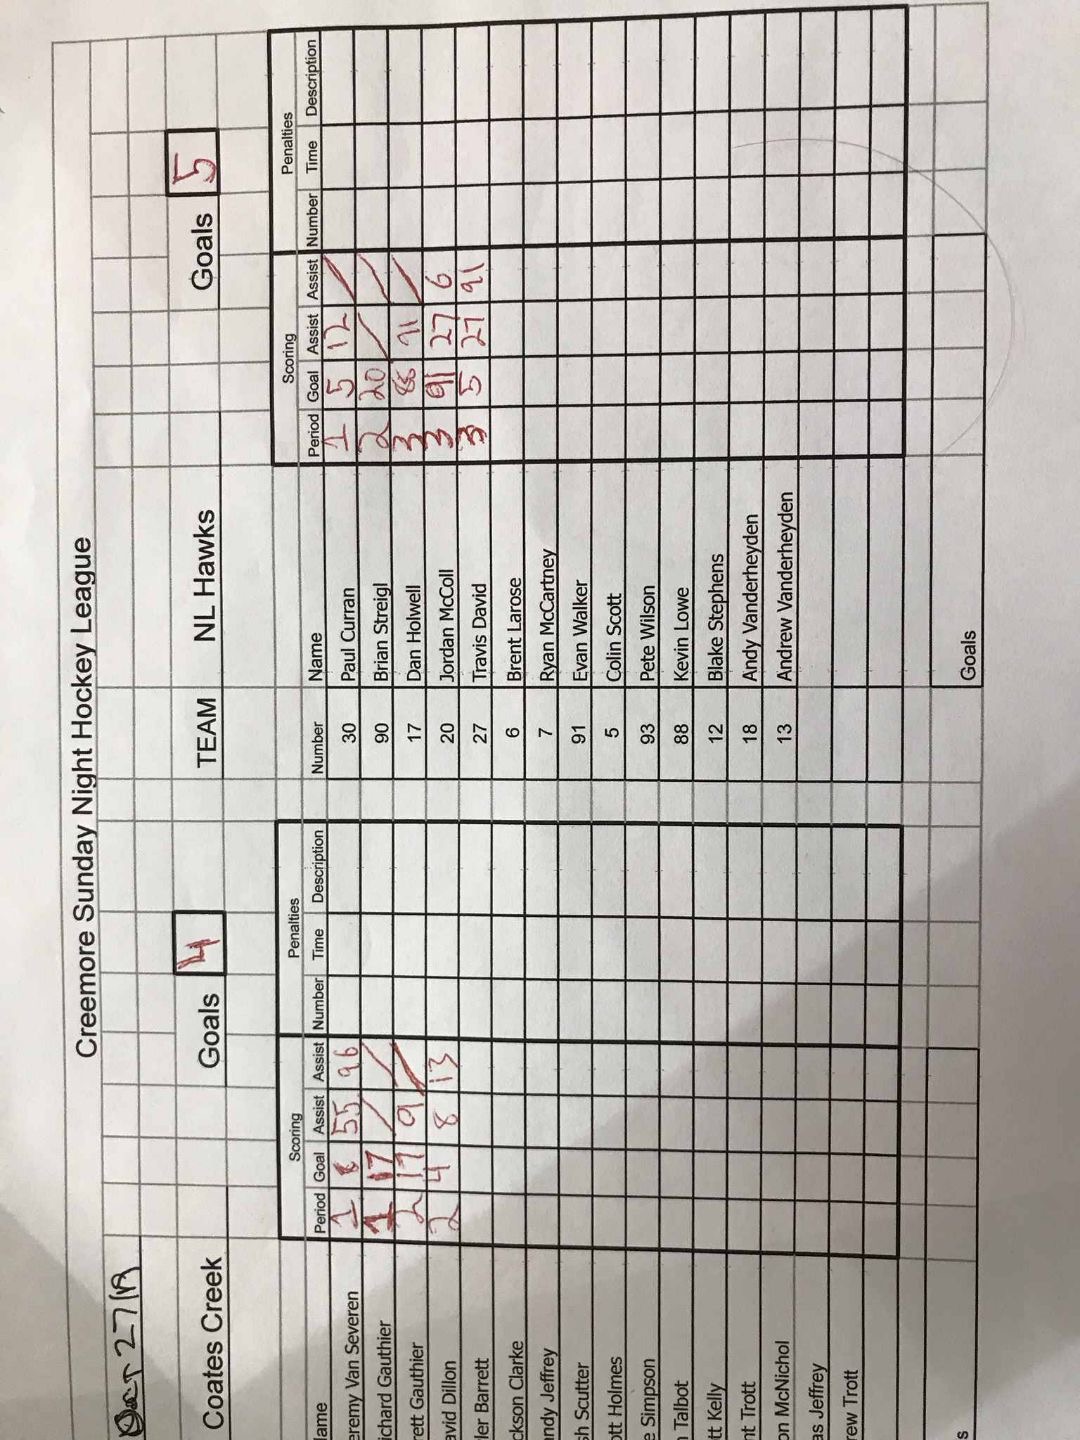 Creemore Sunday Night Hockey League
Oct 27/19
Coates Creek Goals 4 TEAM NL Hawks Goals 5
Scoring Penalties Scoring Penalties
ame Period Goal Assist Assist Number Time Description Number Name Period Goal Assist Assist Number Time Description
eremy Van Severen 1 8 55 96 30 Paul Curran 1 5 12 /
ichard Gauthier 1 17 / / 90 Brian Streigl 2 20 / /
rett Gauthier 2 17 9 / 17 Dan Holwell 3 88 91 /
avid Dillon 2 4 8 13 20 Jordan McColl 3 91 27 6
ler Barrett 27 Travis David 3 5 27 91
ckson Clarke 6 Brent Larose
andy Jeffrey 7 Ryan McCartney
sh Scutter 91 Evan Walker
ott Holmes 5 Colin Scott
e Simpson 93 Pete Wilson
n Talbot 88 Kevin Lowe
tt Kelly 12 Blake Stephens
nt Trott 18 Andy Vanderheyden
on McNichol 13 Andrew Vanderheyden
as Jeffrey
rew Trott
s Goals